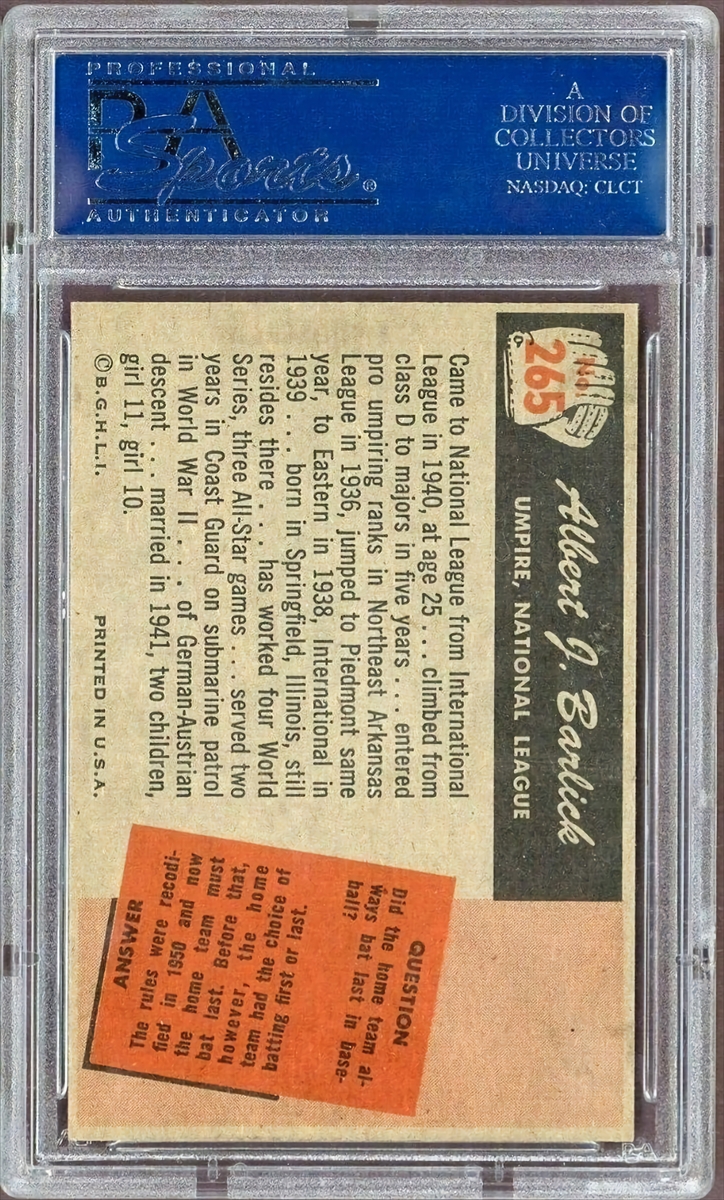 PROFESSIONAL
PSA
Sports®
AUTHENTICATOR
A
DIVISION OF
COLLECTORS
UNIVERSE
NASDAQ: CLCT
No.
265
Albert J. Barlick
UMPIRE, NATIONAL LEAGUE
Came to National League from International
League in 1940, at age 25 ... climbed from
class D to majors in five years ... entered
pro umpiring ranks in Northeast Arkansas
League in 1936, jumped to Piedmont same
year, to Eastern in 1938, International in
1939 ... born in Springfield, Illinois, still
resides there ... has worked four World
Series, three All-Star games ... served two
years in Coast Guard on submarine patrol
in World War II ... of German-Austrian
descent ... married in 1941, two children,
girl 11, girl 10.
©B.G.H.L.I.
PRINTED IN U.S.A.
QUESTION
Did the home team al-
ways bat last in base-
ball?
ANSWER
The rules were recodi-
fied in 1950 and now
the home team must
bat last. Before that,
however, the home
team had the choice of
batting first or last.